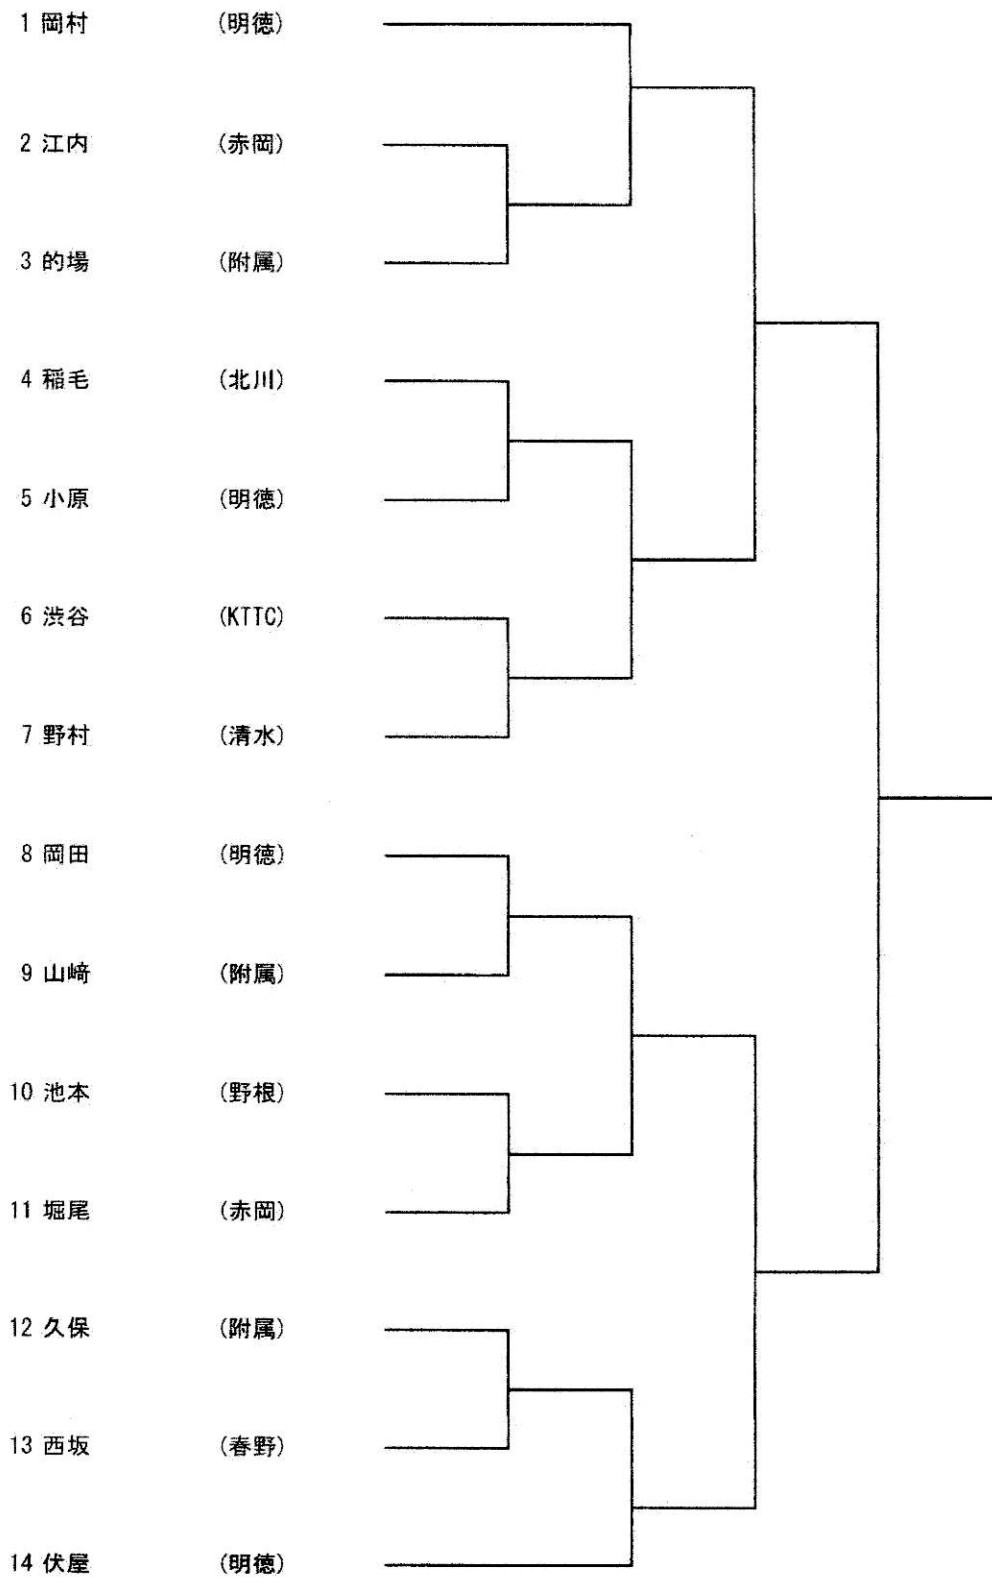 1 岡村 (明徳)
2 江内 (赤岡)
3 的場 (附属)
4 稲毛 (北川)
5 小原 (明徳)
6 渋谷 (KTTC)
7 野村 (清水)
8 岡田 (明徳)
9 山﨑 (附属)
10 池本 (野根)
11 堀尾 (赤岡)
12 久保 (附属)
13 西坂 (春野)
14 伏屋 (明徳)